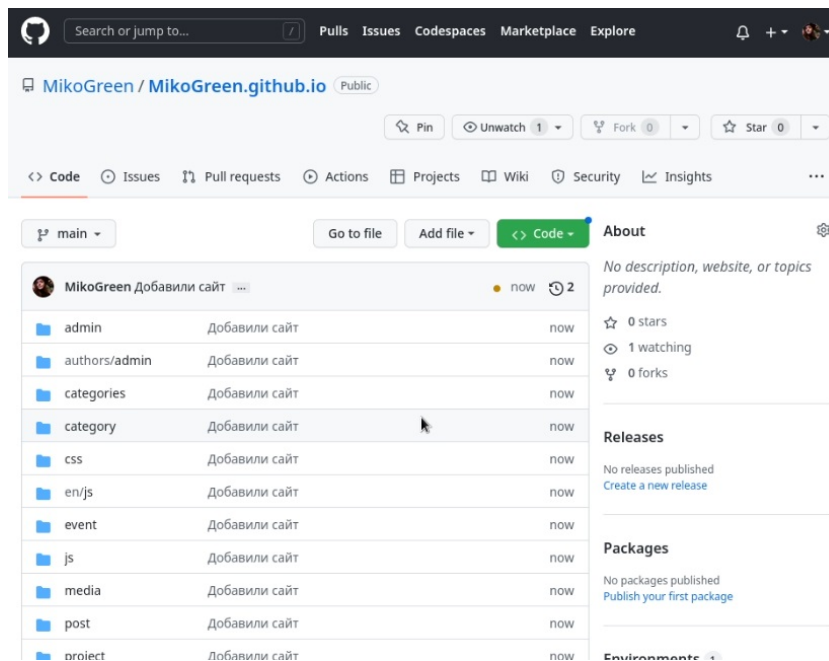 Search or jump to... /
Pulls Issues Codespaces Marketplace Explore
MikoGreen / MikoGreen.github.io Public
Pin Unwatch 1 Fork 0 Star 0
Code Issues Pull requests Actions Projects Wiki Security Insights
main Go to file Add file Code
MikoGreen Добавили сайт ... now 2
admin Добавили сайт now
authors/admin Добавили сайт now
categories Добавили сайт now
category Добавили сайт now
css Добавили сайт now
en/js Добавили сайт now
event Добавили сайт now
js Добавили сайт now
media Добавили сайт now
post Добавили сайт now
project Добавили сайт now
About
No description, website, or topics
provided.
0 stars
1 watching
0 forks
Releases
No releases published
Create a new release
Packages
No packages published
Publish your first package
Environments 1